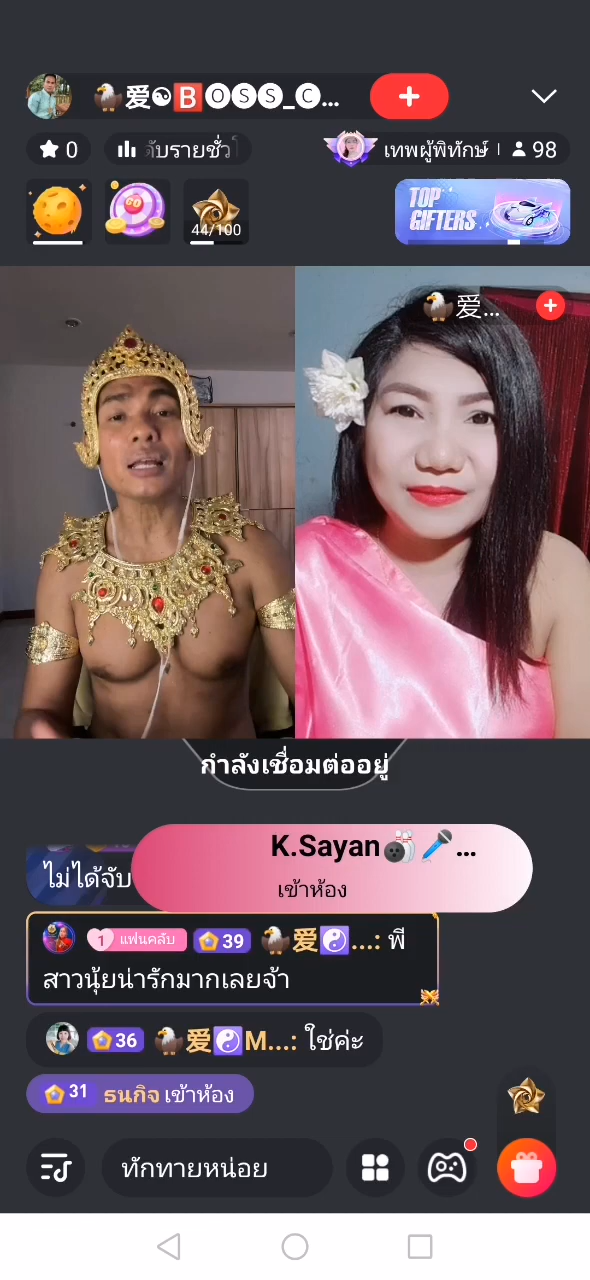 🦅爱☯🅱🅞🅢🅢_🅒...
0
ดับรายชั่วโ
เทพผู้พิทักษ์ | 98
GO
44/100
TOP
GIFTERS
🦅爱...
กำลังเชื่อมต่ออยู่
K.Sayan🎳🎤...
เข้าห้อง
ไม่ได้จับ
1 แฟนคลับ 39 🦅爱☯️...: พี่
สาวนุ้ยน่ารักมากเลยจ้า
36 🦅爱☯️M...: ใช่ค่ะ
31 ธนกิจ เข้าห้อง
ทักทายหน่อย